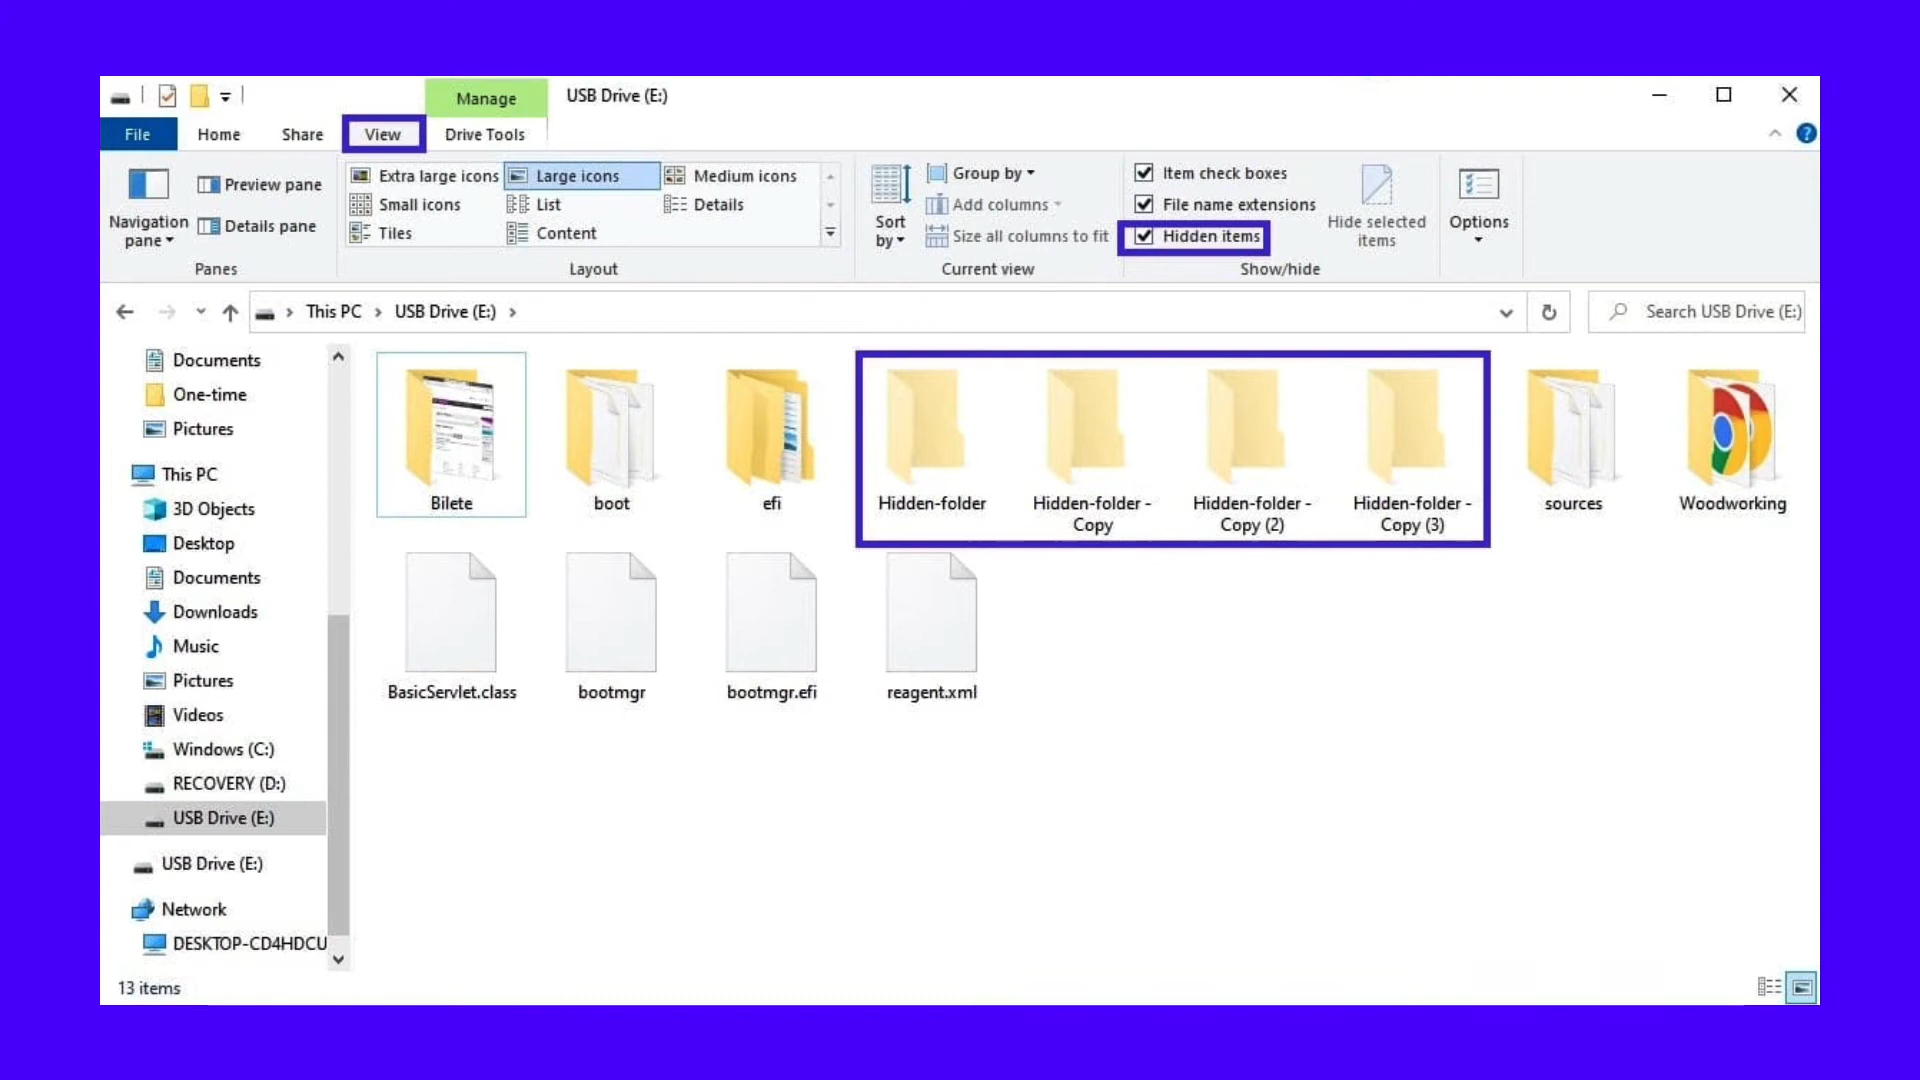 Manage
USB Drive (E:)
File
Home
Share
View
Drive Tools
Navigation
pane
Preview pane
Details pane
Panes
Extra large icons
Large icons
Medium icons
Small icons
List
Details
Tiles
Content
Layout
Sort
by
Group by
Add columns
Size all columns to fit
Current view
Item check boxes
File name extensions
Hidden items
Hide selected
items
Show/hide
Options
This PC
USB Drive (E:)
Search USB Drive (E:)
Documents
One-time
Pictures
This PC
3D Objects
Desktop
Documents
Downloads
Music
Pictures
Videos
Windows (C:)
RECOVERY (D:)
USB Drive (E:)
USB Drive (E:)
Network
DESKTOP-CD4HDCU
Bilete
boot
efi
Hidden-folder
Hidden-folder -
Copy
Hidden-folder -
Copy (2)
Hidden-folder -
Copy (3)
sources
Woodworking
BasicServlet.class
bootmgr
bootmgr.efi
reagent.xml
13 items